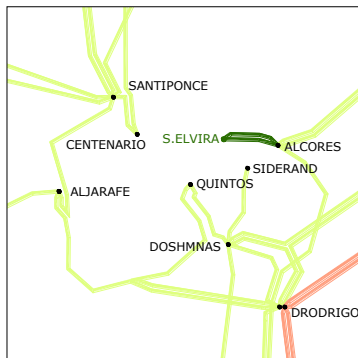 SANTIPONCE
CENTENARIO
S.ELVIRA
ALCORES
SIDERAND
QUINTOS
ALJARAFE
DOSHMNAS
DRODRIGO